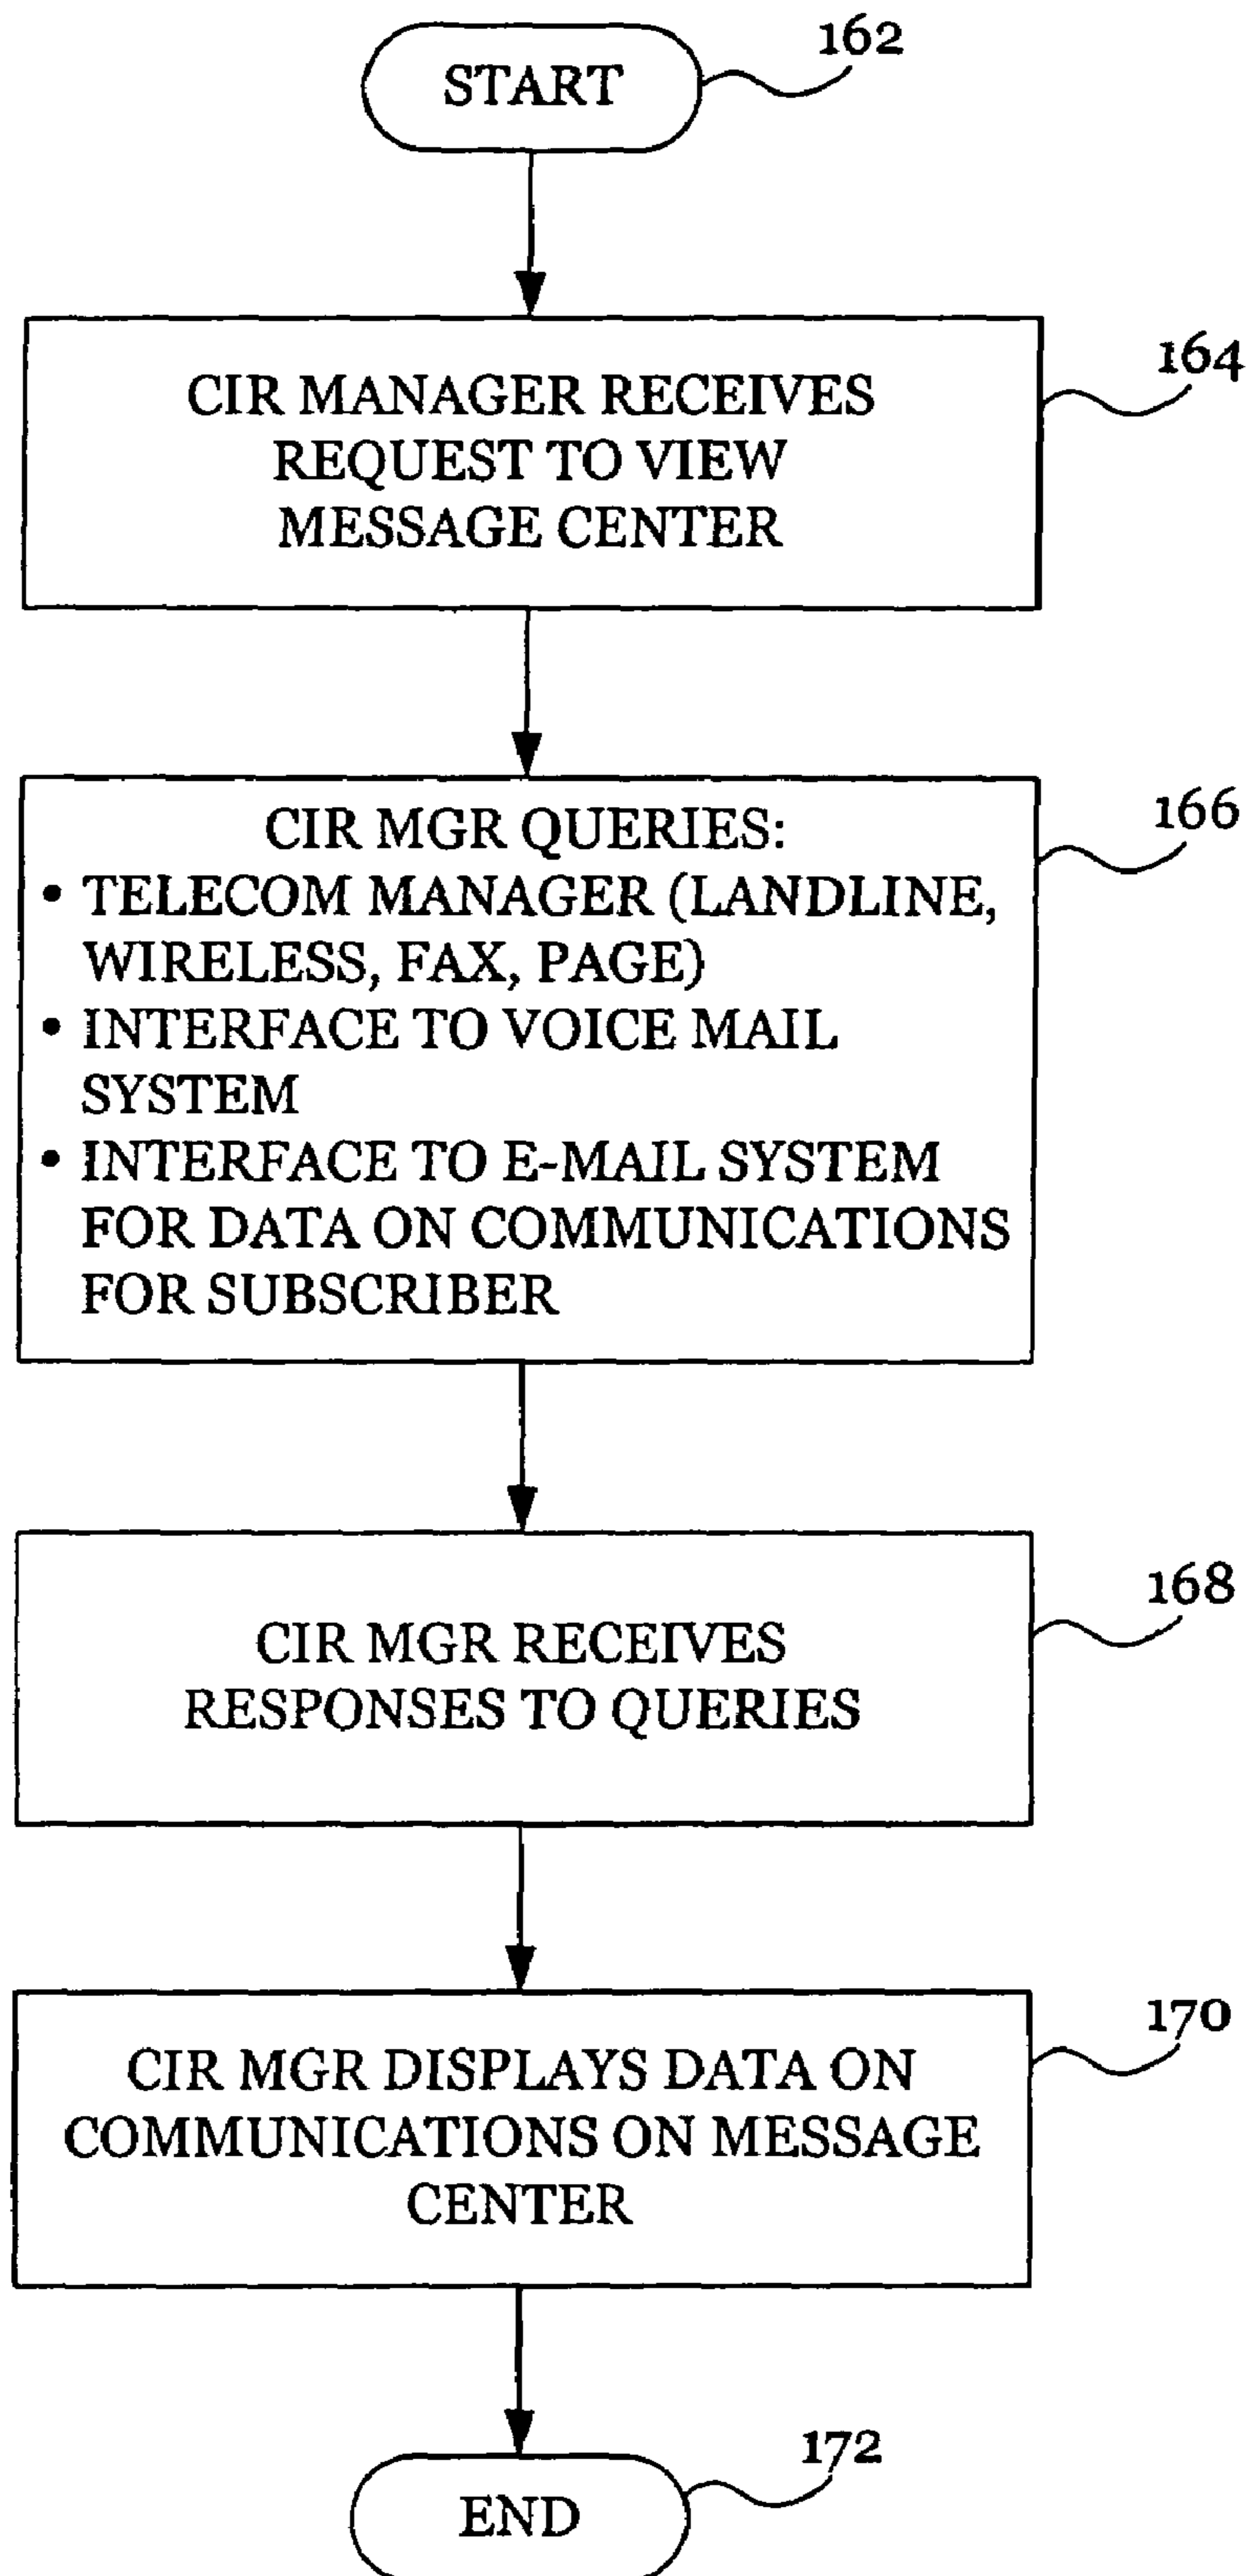 START
162
CIR MANAGER RECEIVES
REQUEST TO VIEW
MESSAGE CENTER
164
CIR MGR QUERIES:
• TELECOM MANAGER (LANDLINE,
WIRELESS, FAX, PAGE)
• INTERFACE TO VOICE MAIL
SYSTEM
• INTERFACE TO E-MAIL SYSTEM
FOR DATA ON COMMUNICATIONS
FOR SUBSCRIBER
166
CIR MGR RECEIVES
RESPONSES TO QUERIES
168
CIR MGR DISPLAYS DATA ON
COMMUNICATIONS ON MESSAGE
CENTER
170
END
172